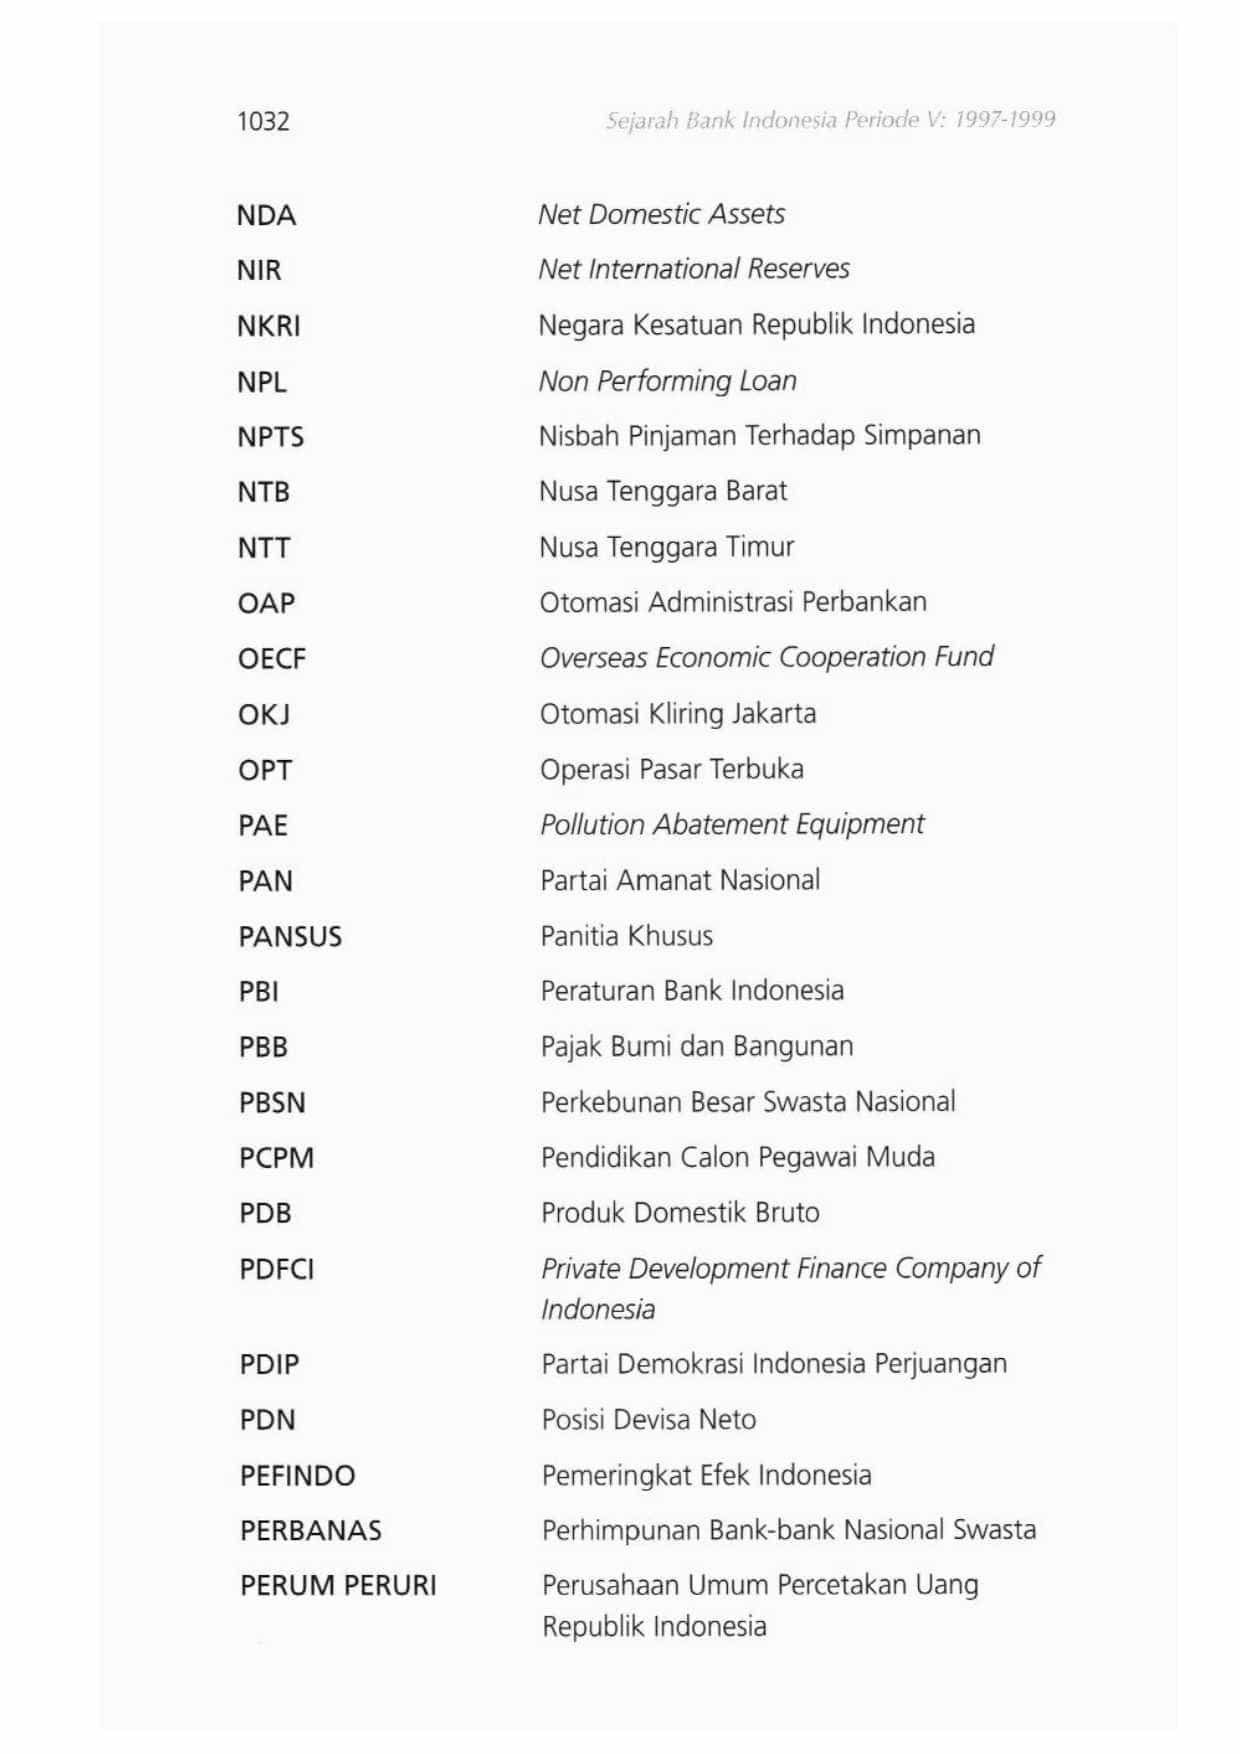 1032 Sejarah Bank Indonesia Periode V: 1997-1999
NDA Net Domestic Assets
NIR Net International Reserves
NKRI Negara Kesatuan Republik Indonesia
NPL Non Performing Loan
NPTS Nisbah Pinjaman Terhadap Simpanan
NTB Nusa Tenggara Barat
NTT Nusa Tenggara Timur
OAP Otomasi Administrasi Perbankan
OECF Overseas Economic Cooperation Fund
OKJ Otomasi Kliring Jakarta
OPT Operasi Pasar Terbuka
PAE Pollution Abatement Equipment
PAN Partai Amanat Nasional
PANSUS Panitia Khusus
PBI Peraturan Bank Indonesia
PBB Pajak Bumi dan Bangunan
PBSN Perkebunan Besar Swasta Nasional
PCPM Pendidikan Calon Pegawai Muda
PDB Produk Domestik Bruto
PDFCI Private Development Finance Company of
Indonesia
PDIP Partai Demokrasi Indonesia Perjuangan
PDN Posisi Devisa Neto
PEFINDO Pemeringkat Efek Indonesia
PERBANAS Perhimpunan Bank-bank Nasional Swasta
PERUM PERURI Perusahaan Umum Percetakan Uang
Republik Indonesia